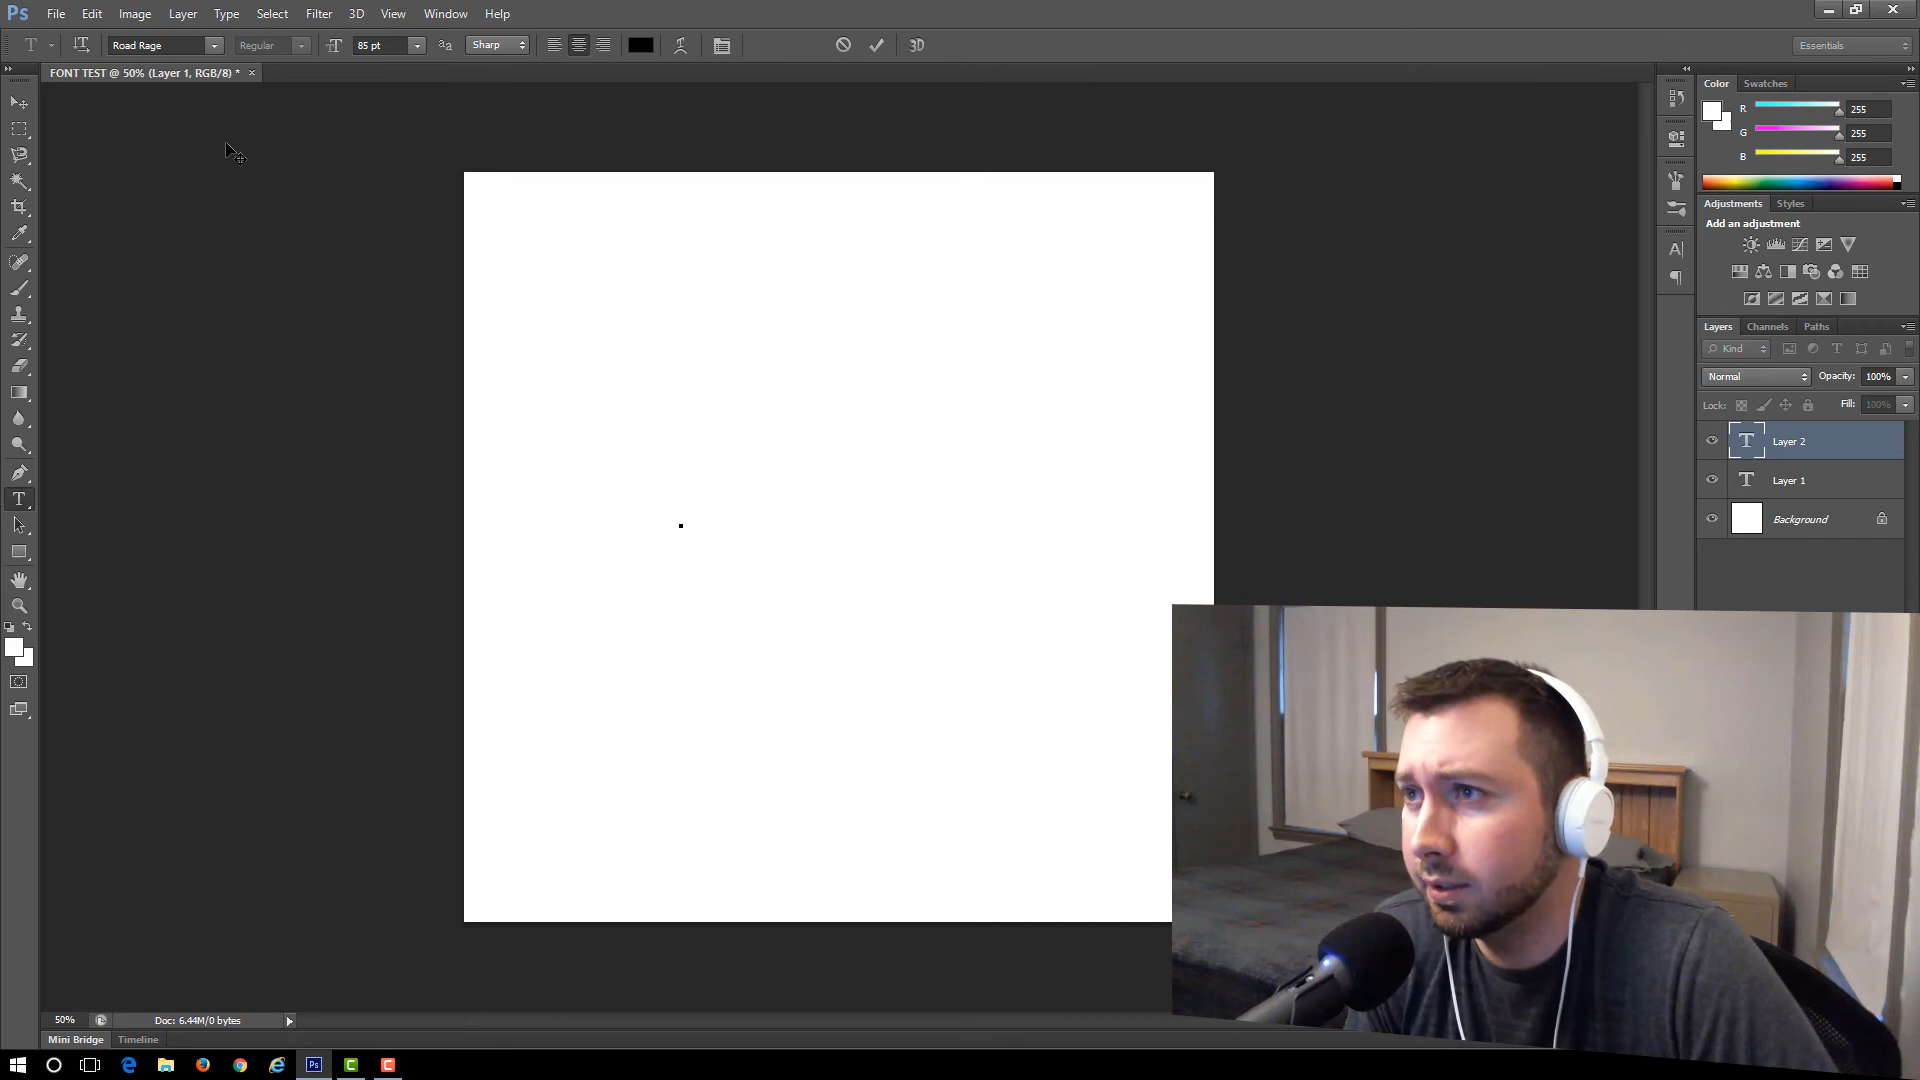 Ps File Edit Image Layer Type Select Filter 3D View Window Help
T Road Rage Regular 85 pt Sharp 3D Essentials
FONT TEST @ 50% (Layer 1, RGB/8) *
Color Swatches
R 255
G 255
B 255
Adjustments Styles
Add an adjustment
Layers Channels Paths
Kind
Normal Opacity: 100%
Lock: Fill: 100%
T Layer 2
T Layer 1
Background
50% Doc: 6.44M/0 bytes
Mini Bridge Timeline
Ps